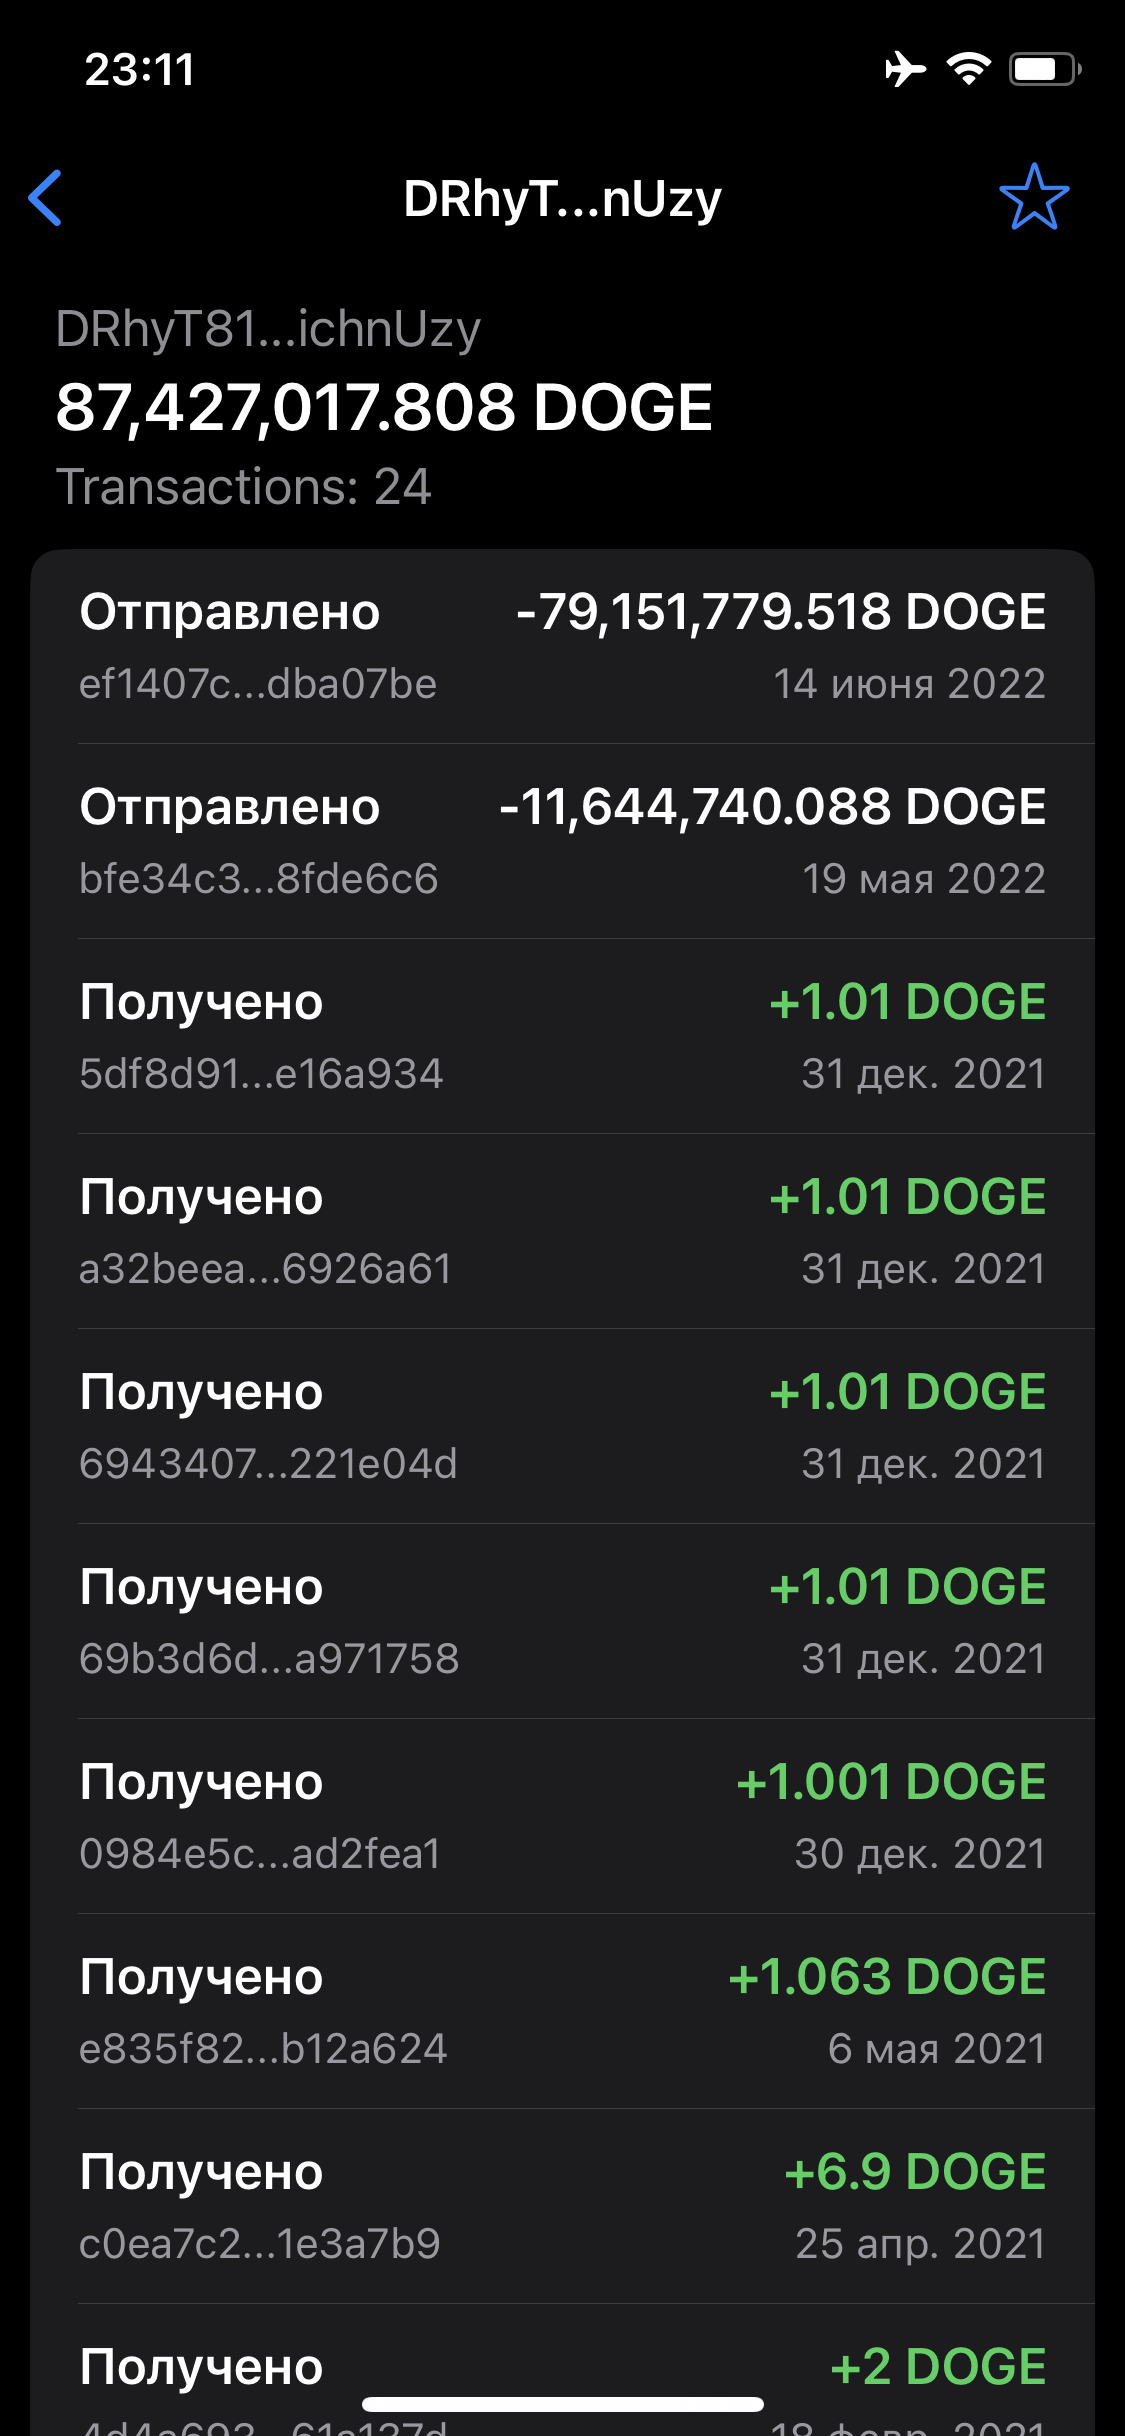 23:11
DRhyT...nUzy
DRhyT81...ichnUzy
87,427,017.808 DOGE
Transactions: 24
Отправлено -79,151,779.518 DOGE
ef1407c...dba07be 14 июня 2022
Отправлено -11,644,740.088 DOGE
bfe34c3...8fde6c6 19 мая 2022
Получено +1.01 DOGE
5df8d91...e16a934 31 дек. 2021
Получено +1.01 DOGE
a32beea...6926a61 31 дек. 2021
Получено +1.01 DOGE
6943407...221e04d 31 дек. 2021
Получено +1.01 DOGE
69b3d6d...a971758 31 дек. 2021
Получено +1.001 DOGE
0984e5c...ad2fea1 30 дек. 2021
Получено +1.063 DOGE
e835f82...b12a624 6 мая 2021
Получено +6.9 DOGE
c0ea7c2...1e3a7b9 25 апр. 2021
Получено +2 DOGE
18 февр. 2021